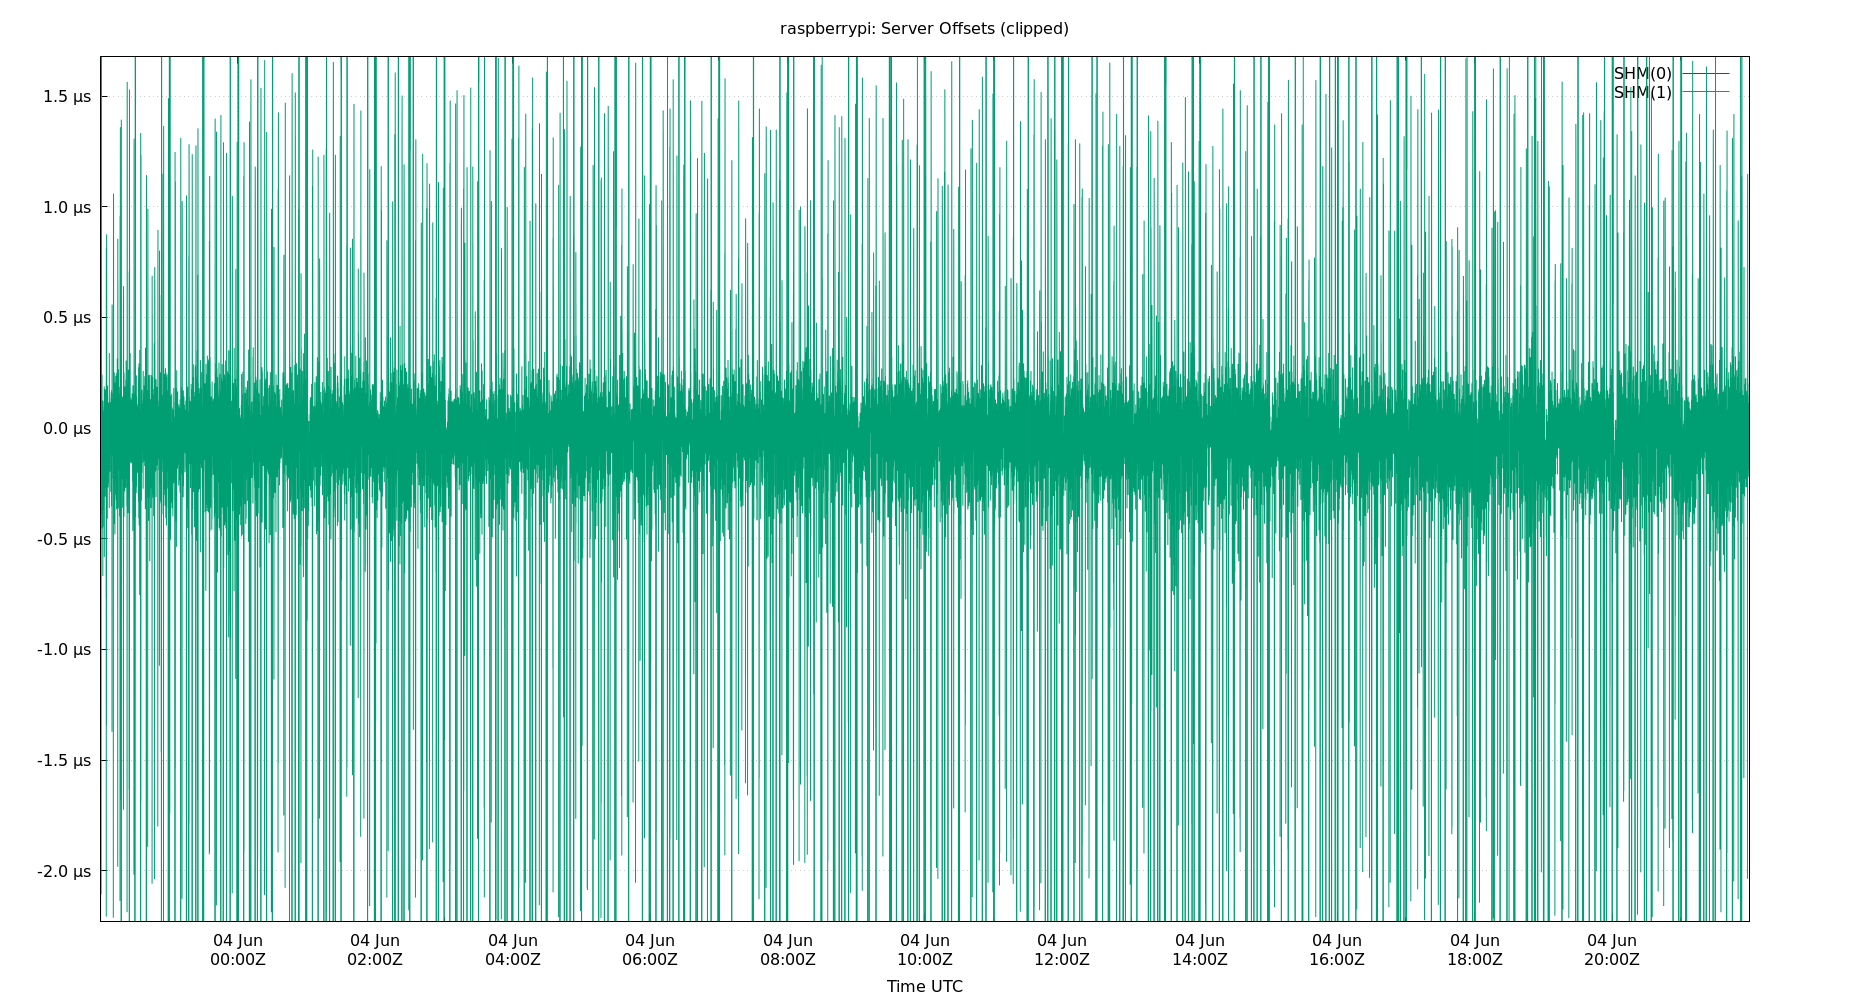 raspberrypi: Server Offsets (clipped)
SHM(0)
SHM(1)
1.5 µs
1.0 µs
0.5 µs
0.0 µs
-0.5 µs
-1.0 µs
-1.5 µs
-2.0 µs
04 Jun 04 Jun 04 Jun 04 Jun 04 Jun 04 Jun 04 Jun 04 Jun 04 Jun 04 Jun 04 Jun
00:00Z 02:00Z 04:00Z 06:00Z 08:00Z 10:00Z 12:00Z 14:00Z 16:00Z 18:00Z 20:00Z
Time UTC